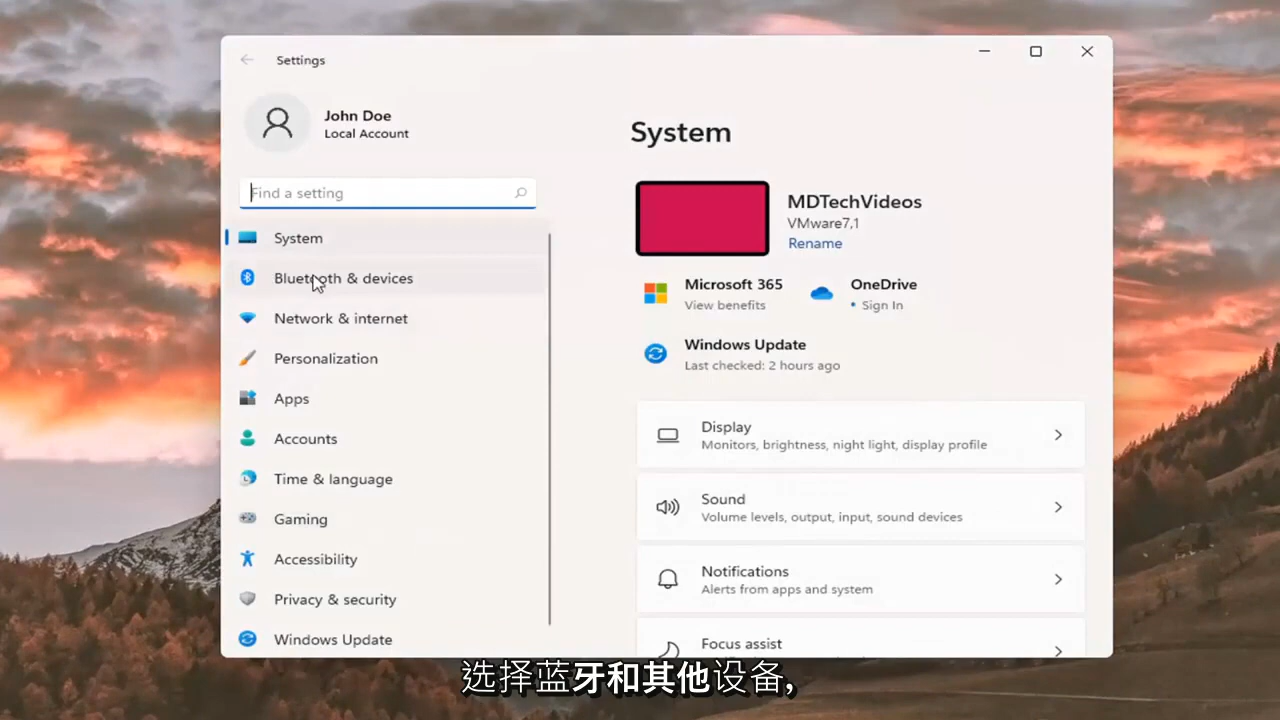 Settings
John Doe
Local Account
Find a setting
System
Bluetooth & devices
Network & internet
Personalization
Apps
Accounts
Time & language
Gaming
Accessibility
Privacy & security
Windows Update
System
MDTechVideos
VMware7,1
Rename
Microsoft 365
View benefits
OneDrive
• Sign In
Windows Update
Last checked: 2 hours ago
Display
Monitors, brightness, night light, display profile
Sound
Volume levels, output, input, sound devices
Notifications
Alerts from apps and system
Focus assist
选择蓝牙和其他设备,